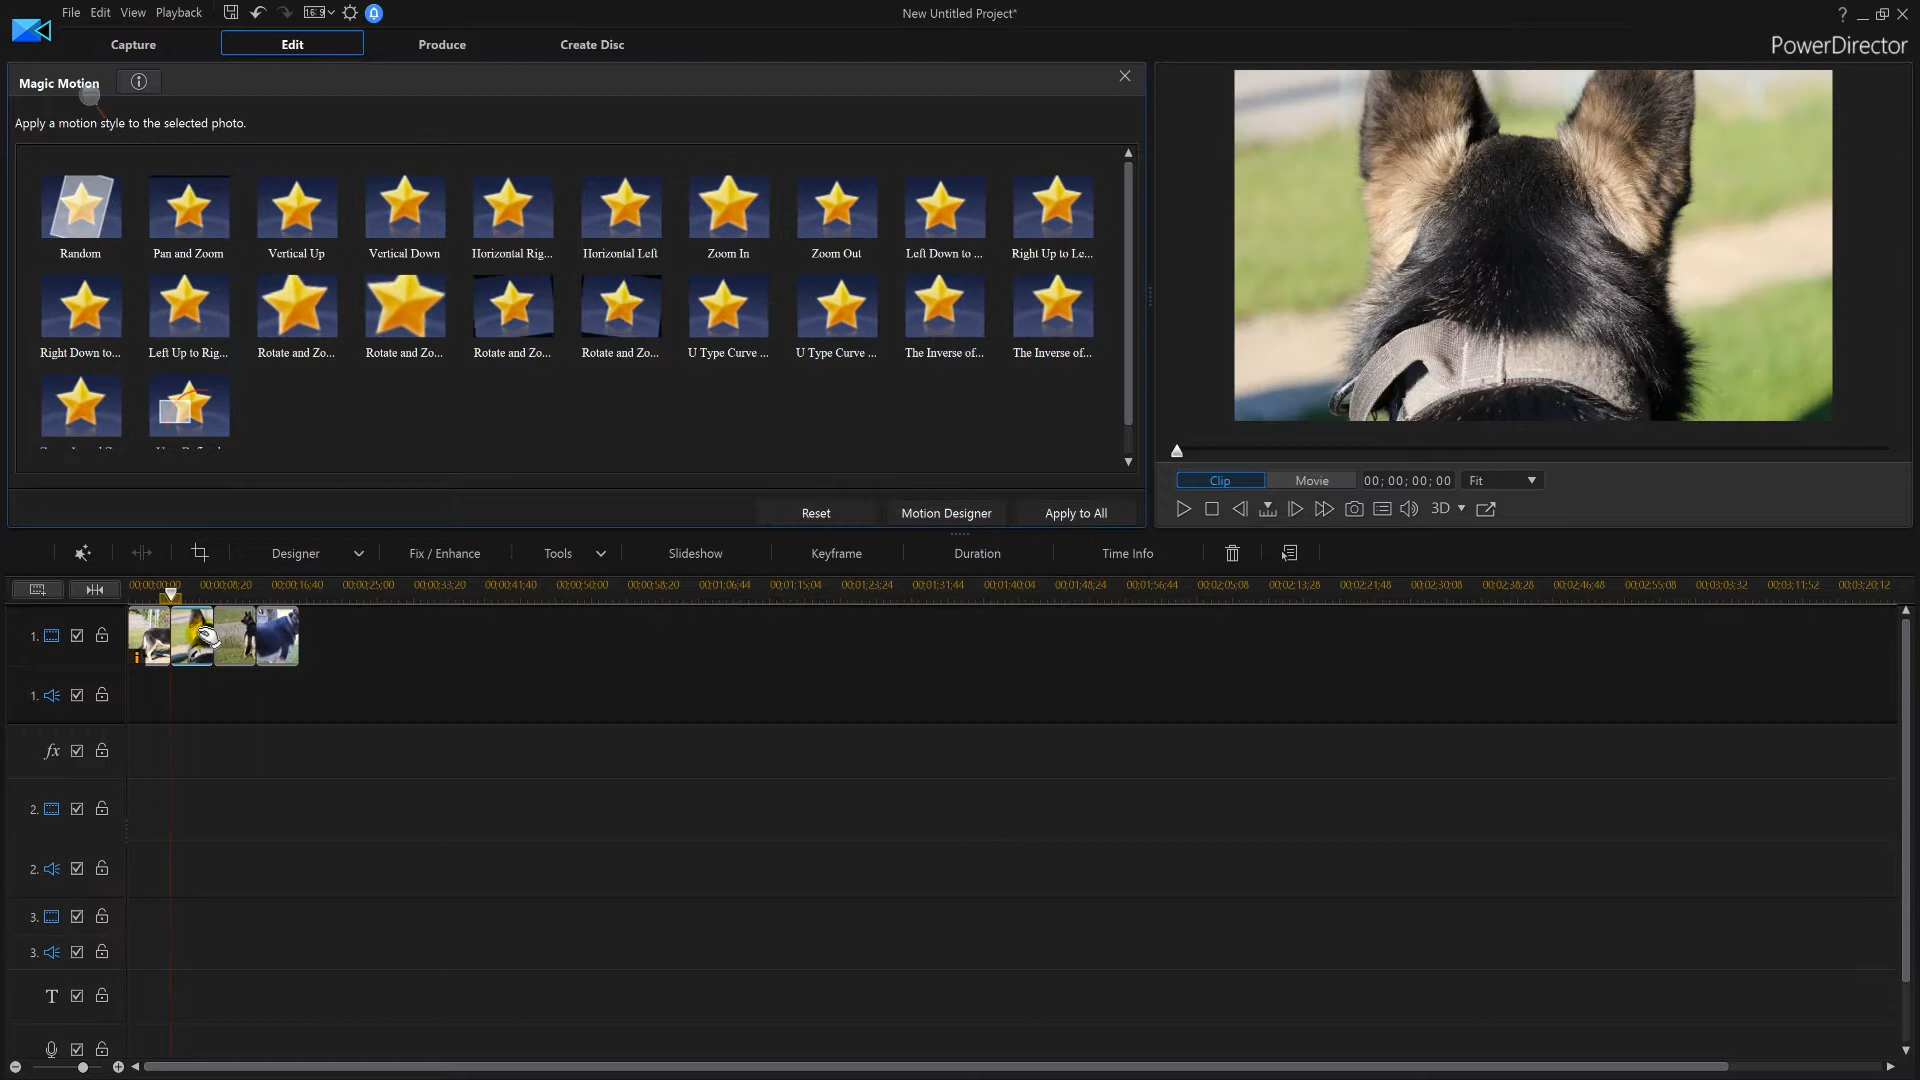 File Edit View Playback 16:9 New Untitled Project* ?
Capture Edit Produce Create Disc PowerDirector
Magic Motion
Apply a motion style to the selected photo.
Random Pan and Zoom Vertical Up Vertical Down Horizontal Rig... Horizontal Left Zoom In Zoom Out Left Down to ... Right Up to Le...
Right Down to... Left Up to Rig... Rotate and Zo... Rotate and Zo... Rotate and Zo... Rotate and Zo... U Type Curve ... U Type Curve ... The Inverse of... The Inverse of...
Clip Movie 00; 00; 00; 00 Fit
Reset Motion Designer Apply to All
3D
Designer Fix / Enhance Tools Slideshow Keyframe Duration Time Info
00;00;00;00 00;00;08;20 00;00;16;40 00;00;25;00 00;00;33;20 00;00;41;40 00;00;50;00 00;00;58;20 00;01;06;44 00;01;15;04 00;01;23;24 00;01;31;44 00;01;40;04 00;01;48;24 00;01;56;44 00;02;05;08 00;02;13;28 00;02;21;48 00;02;30;08 00;02;38;28 00;02;46;48 00;02;55;08 00;03;03;32 00;03;11;52 00;03;20;12
1.
i
1.
fx
2.
2.
3.
3.
T